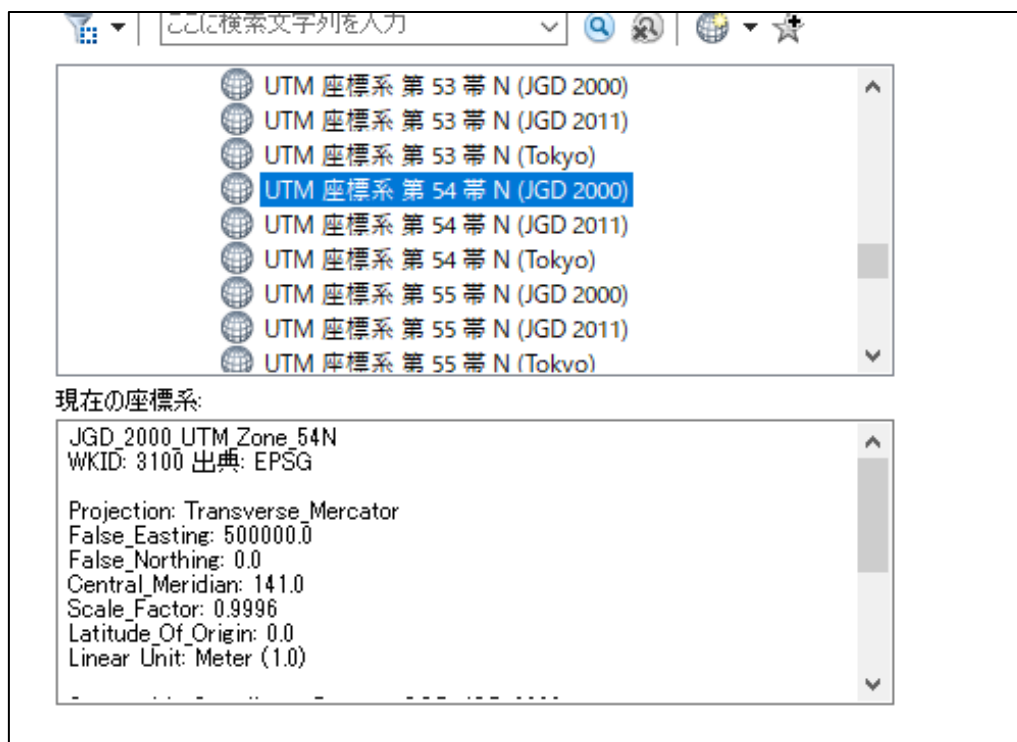 ここに検索文字列を入力
UTM 座標系 第 53 帯 N (JGD 2000)
UTM 座標系 第 53 帯 N (JGD 2011)
UTM 座標系 第 53 帯 N (Tokyo)
UTM 座標系 第 54 帯 N (JGD 2000)
UTM 座標系 第 54 帯 N (JGD 2011)
UTM 座標系 第 54 帯 N (Tokyo)
UTM 座標系 第 55 帯 N (JGD 2000)
UTM 座標系 第 55 帯 N (JGD 2011)
UTM 座標系 第 55 帯 N (Tokyo)
現在の座標系:
JGD_2000_UTM_Zone_54N
WKID: 3100 出典: EPSG
Projection: Transverse_Mercator
False_Easting: 500000.0
False_Northing: 0.0
Central_Meridian: 141.0
Scale_Factor: 0.9996
Latitude_Of_Origin: 0.0
Linear Unit: Meter (1.0)